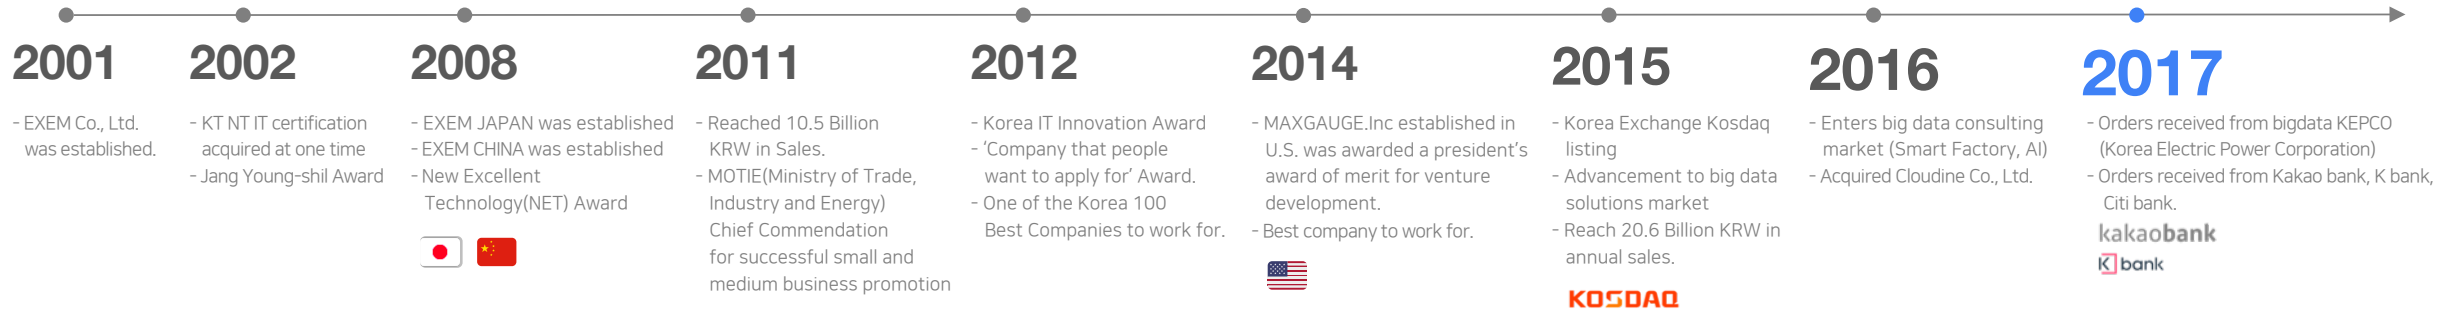 2001
- EXEM Co., Ltd.
was established.
2002
- KT NT IT certification
acquired at one time
- Jang Young-shil Award
2008
- EXEM JAPAN was established
- EXEM CHINA was established
- New Excellent
Technology(NET) Award
2011
- Reached 10.5 Billion
KRW in Sales.
- MOTIE(Ministry of Trade,
Industry and Energy)
Chief Commendation
for successful small and
medium business promotion
2012
- Korea IT Innovation Award
- ‘Company that people
want to apply for’ Award.
- One of the Korea 100
Best Companies to work for.
2014
- MAXGAUGE.Inc established in
U.S. was awarded a president’s
award of merit for venture
development.
- Best company to work for.
2015
- Korea Exchange Kosdaq
listing
- Advancement to big data
solutions market
- Reach 20.6 Billion KRW in
annual sales.
KOSDAQ
2016
- Enters big data consulting
market (Smart Factory, AI)
- Acquired Cloudine Co., Ltd.
2017
- Orders received from bigdata KEPCO
(Korea Electric Power Corporation)
- Orders received from Kakao bank, K bank,
Citi bank.
kakaobank
K bank